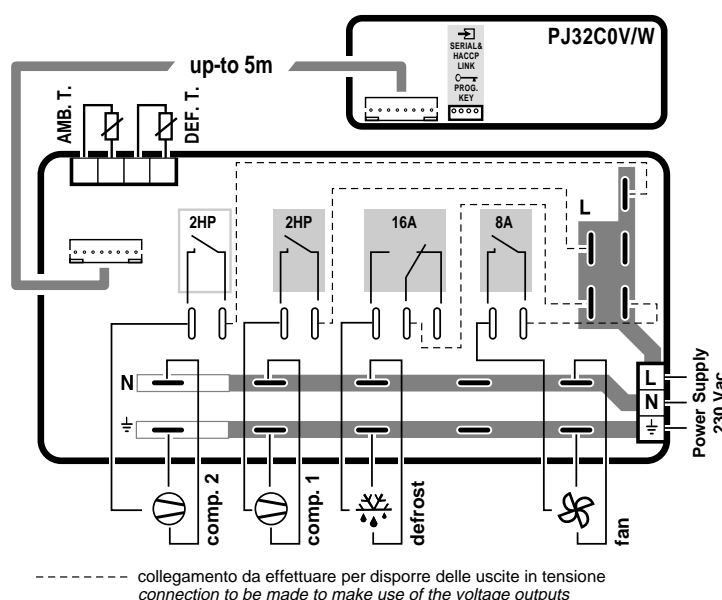 PJ32C0V/W
SERIAL&
HACCP
LINK
PROG.
KEY
up-to 5m
AMB. T.
DEF. T.
2HP
2HP
16A
8A
L
N
L
N
Power Supply
230 Vac
comp. 2
comp. 1
defrost
fan
collegamento da effettuare per disporre delle uscite in tensione
connection to be made to make use of the voltage outputs